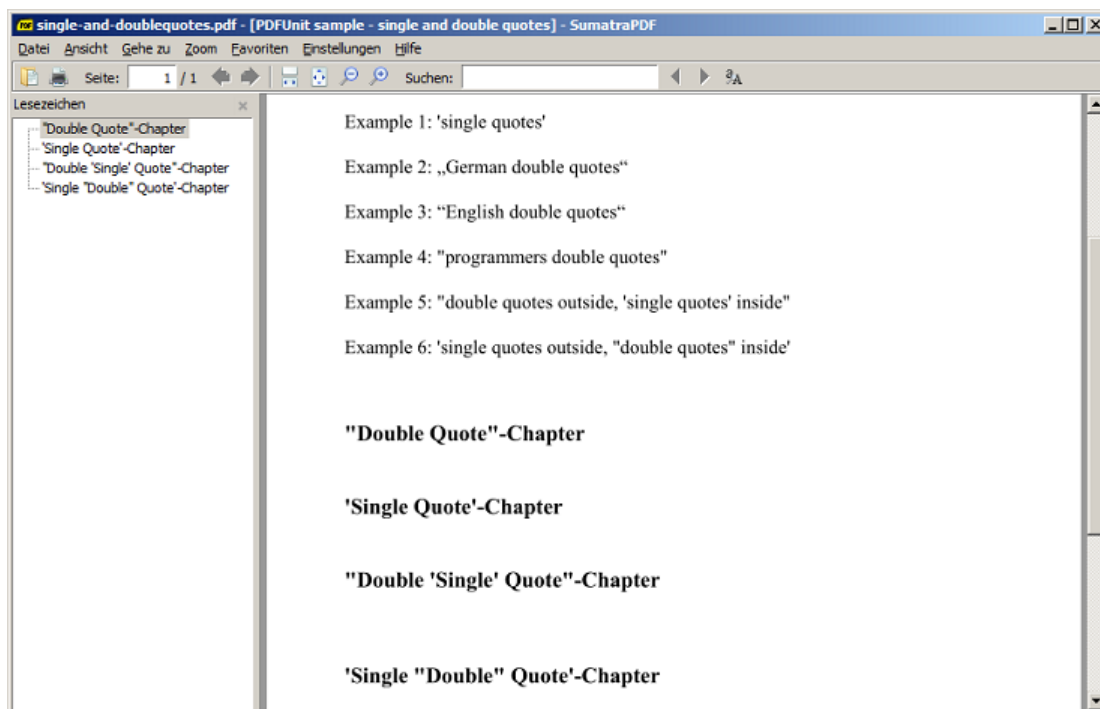 single-and-doublequotes.pdf - [PDFUnit sample - single and double quotes] - SumatraPDF
Datei Ansicht Gehe zu Zoom Favoriten Einstellungen Hilfe
Seite: 1 / 1 Suchen:
Lesezeichen
"Double Quote"-Chapter
'Single Quote'-Chapter
"Double 'Single' Quote"-Chapter
'Single "Double" Quote'-Chapter
Example 1: 'single quotes'
Example 2: „German double quotes“
Example 3: “English double quotes“
Example 4: "programmers double quotes"
Example 5: "double quotes outside, 'single quotes' inside"
Example 6: 'single quotes outside, "double quotes" inside'
"Double Quote"-Chapter
'Single Quote'-Chapter
"Double 'Single' Quote"-Chapter
'Single "Double" Quote'-Chapter